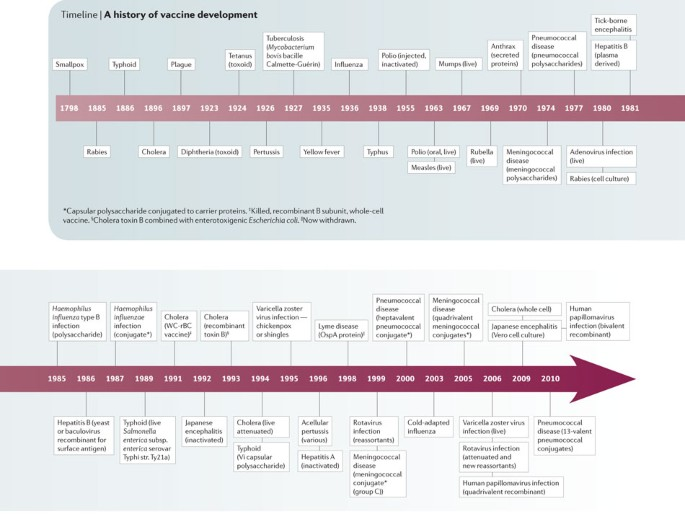 Timeline | A history of vaccine development
Tick-borne
encephalitis
Tuberculosis
(Mycobacterium
bovis bacille
Calmette-Guérin)
Pneumococcal
disease
(pneumococcal
polysaccharides)
Anthrax
(secreted
proteins)
Hepatitis B
(plasma
derived)
Tetanus
(toxoid)
Polio (injected,
inactivated)
Smallpox
Typhoid
Plague
Influenza
Mumps (live)
1798 1885 1886 1896 1897 1923 1924 1926 1927 1935 1936 1938 1955 1963 1967 1969 1970 1974 1977 1980 1981
Rabies
Cholera
Diphtheria (toxoid)
Pertussis
Yellow fever
Typhus
Polio (oral, live)
Measles (live)
Rubella
(live)
Meningococcal
disease
(meningococcal
polysaccharides)
Adenovirus infection
(live)
Rabies (cell culture)
*Capsular polysaccharide conjugated to carrier proteins. ‡Killed, recombinant B subunit, whole-cell
vaccine. §Cholera toxin B combined with enterotoxigenic Escherichia coli. ‖Now withdrawn.
Haemophilus
influenzae type B
infection
(polysaccharide)
Haemophilus
influenzae
infection
(conjugate*)
Cholera
(WC-rBC
vaccine)‡
Cholera
(recombinant
toxin B)§
Varicella zoster
virus infection —
chickenpox
or shingles
Lyme disease
(OspA protein)‖
Pneumococcal
disease
(heptavalent
pneumococcal
conjugate*)
Meningococcal
disease
(quadrivalent
meningococcal
conjugates*)
Cholera (whole cell)
Japanese encephalitis
(Vero cell culture)
Human
papillomavirus
infection (bivalent
recombinant)
1985 1986 1987 1989 1991 1992 1993 1994 1995 1996 1998 1999 2000 2003 2005 2006 2009 2010
Hepatitis B (yeast
or baculovirus
recombinant for
surface antigen)
Typhoid (live
Salmonella
enterica subsp.
enterica serovar
Typhi str. Ty21a)
Japanese
encephalitis
(inactivated)
Cholera (live
attenuated)
Typhoid
(Vi capsular
polysaccharide)
Acellular
pertussis
(various)
Hepatitis A
(inactivated)
Rotavirus
infection
(reassortants)
Meningococcal
disease
(meningococcal
conjugate*
(group C))
Cold-adapted
influenza
Varicella zoster virus
infection (live)
Rotavirus infection
(attenuated and
new reassortants)
Human papillomavirus infection
(quadrivalent recombinant)
Pneumococcal
disease (13-valent
pneumococcal
conjugates)